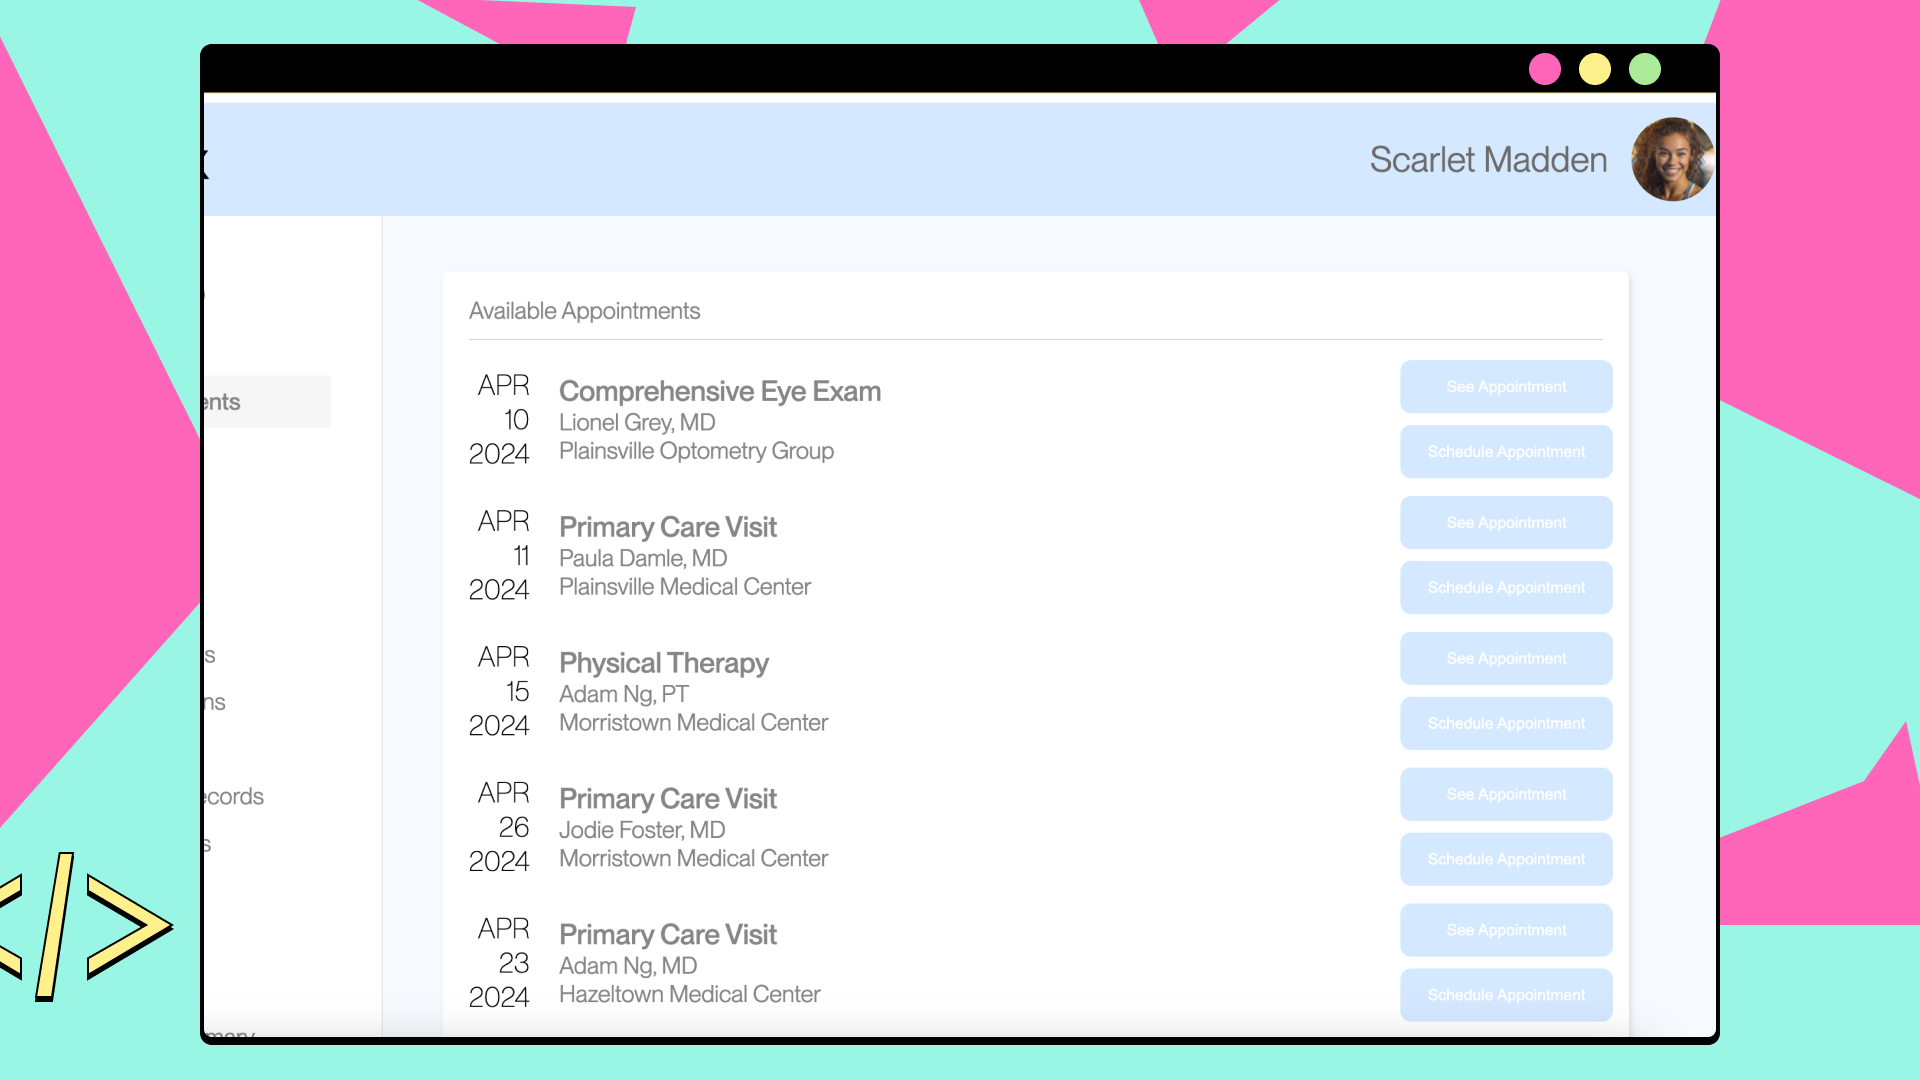 Scarlet Madden
Available Appointments
APR
10
2024
Comprehensive Eye Exam
Lionel Grey, MD
Plainsville Optometry Group
See Appointment
Schedule Appointment
APR
11
2024
Primary Care Visit
Paula Damle, MD
Plainsville Medical Center
See Appointment
Schedule Appointment
APR
15
2024
Physical Therapy
Adam Ng, PT
Morristown Medical Center
See Appointment
Schedule Appointment
APR
26
2024
Primary Care Visit
Jodie Foster, MD
Morristown Medical Center
See Appointment
Schedule Appointment
APR
23
2024
Primary Care Visit
Adam Ng, MD
Hazeltown Medical Center
See Appointment
Schedule Appointment
ents
s
ns
ecords
s